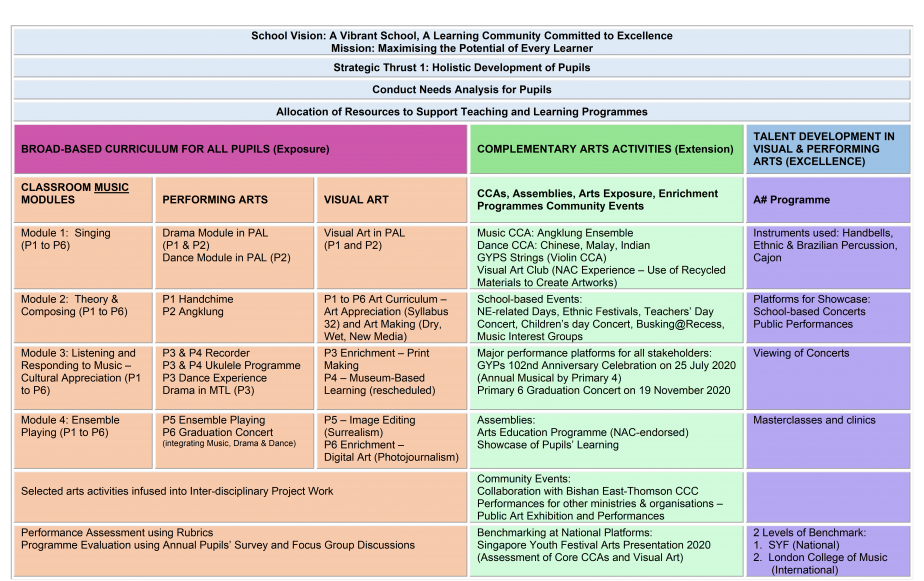 School Vision: A Vibrant School, A Learning Community Committed to Excellence
Mission: Maximising the Potential of Every Learner
Strategic Thrust 1: Holistic Development of Pupils
Conduct Needs Analysis for Pupils
Allocation of Resources to Support Teaching and Learning Programmes
BROAD-BASED CURRICULUM FOR ALL PUPILS (Exposure)
COMPLEMENTARY ARTS ACTIVITIES (Extension)
TALENT DEVELOPMENT IN
VISUAL & PERFORMING
ARTS (EXCELLENCE)
CLASSROOM MUSIC
MODULES
PERFORMING ARTS
VISUAL ART
CCAs, Assemblies, Arts Exposure, Enrichment
Programmes Community Events
A# Programme
Module 1:  Singing
(P1 to P6)
Drama Module in PAL
(P1 & P2)
Dance Module in PAL (P2)
Visual Art in PAL
(P1 and P2)
Music CCA: Angklung Ensemble
Dance CCA: Chinese, Malay, Indian
GYPS Strings (Violin CCA)
Visual Art Club (NAC Experience – Use of Recycled
Materials to Create Artworks)
Instruments used: Handbells,
Ethnic & Brazilian Percussion,
Cajon
Module 2:  Theory &
Composing (P1 to P6)
P1 Handchime
P2 Angklung
P1 to P6 Art Curriculum –
Art Appreciation (Syllabus
32) and Art Making (Dry,
Wet, New Media)
School-based Events:
NE-related Days, Ethnic Festivals, Teachers’ Day
Concert, Children’s day Concert, Busking@Recess,
Music Interest Groups
Platforms for Showcase:
School-based Concerts
Public Performances
Module 3: Listening and
Responding to Music –
Cultural Appreciation (P1
to P6)
P3 & P4 Recorder
P3 & P4 Ukulele Programme
P3 Dance Experience
Drama in MTL (P3)
P3 Enrichment – Print
Making
P4 – Museum-Based
Learning (rescheduled)
Major performance platforms for all stakeholders:
GYPs 102nd Anniversary Celebration on 25 July 2020
(Annual Musical by Primary 4)
Primary 6 Graduation Concert on 19 November 2020
Viewing of Concerts
Module 4: Ensemble
Playing (P1 to P6)
P5 Ensemble Playing
P6 Graduation Concert
(integrating Music, Drama & Dance)
P5 – Image Editing
(Surrealism)
P6 Enrichment –
Digital Art (Photojournalism)
Assemblies:
Arts Education Programme (NAC-endorsed)
Showcase of Pupils’ Learning
Masterclasses and clinics
Selected arts activities infused into Inter-disciplinary Project Work
Community Events:
Collaboration with Bishan East-Thomson CCC
Performances for other ministries & organisations –
Public Art Exhibition and Performances
Performance Assessment using Rubrics
Programme Evaluation using Annual Pupils’ Survey and Focus Group Discussions
Benchmarking at National Platforms:
Singapore Youth Festival Arts Presentation 2020
(Assessment of Core CCAs and Visual Art)
2 Levels of Benchmark:
1.  SYF (National)
2.  London College of Music
(International)